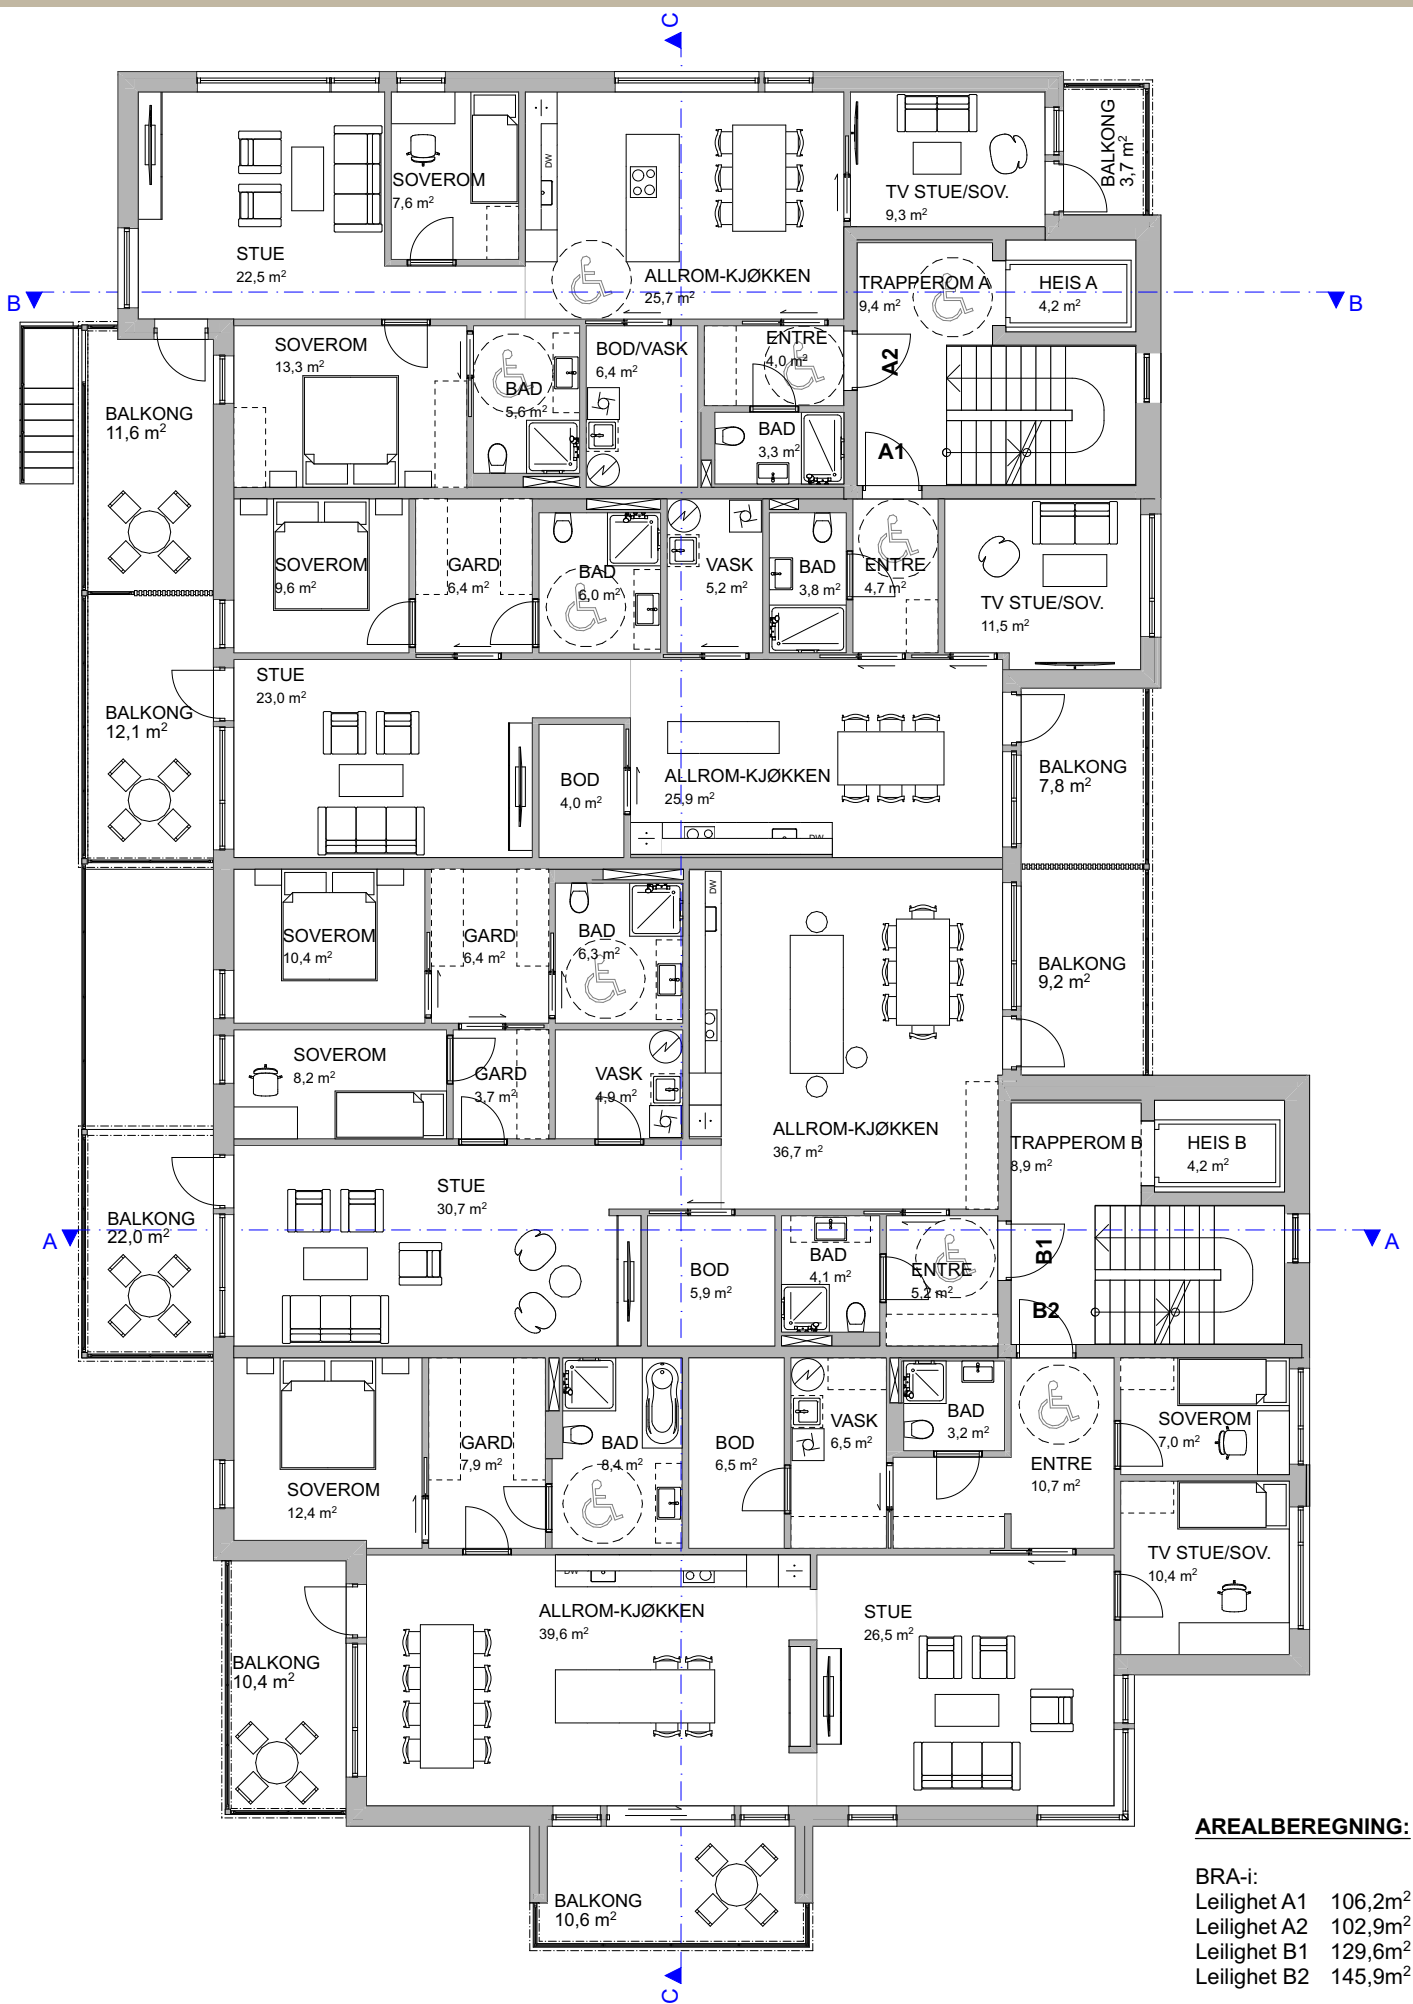 C
BALKONG
3,7 m²
SOVEROM
7,6 m²
DW
TV STUE/SOV.
9,3 m²
STUE
22,5 m²
ALLROM-KJØKKEN
25,7 m²
TRAPPEROM A
9,4 m²
HEIS A
4,2 m²
B
B
SOVEROM
13,3 m²
BAD
5,6 m²
BOD/VASK
6,4 m²
ENTRE
4,0 m²
A2
BALKONG
11,6 m²
BAD
3,3 m²
A1
SOVEROM
9,6 m²
GARD
6,4 m²
BAD
6,0 m²
VASK
5,2 m²
BAD
3,8 m²
ENTRE
4,7 m²
TV STUE/SOV.
11,5 m²
STUE
23,0 m²
BALKONG
12,1 m²
BOD
4,0 m²
ALLROM-KJØKKEN
25,9 m²
DW
BALKONG
7,8 m²
DW
SOVEROM
10,4 m²
GARD
6,4 m²
BAD
6,3 m²
BALKONG
9,2 m²
SOVEROM
8,2 m²
GARD
3,7 m²
VASK
4,9 m²
ALLROM-KJØKKEN
36,7 m²
TRAPPEROM B
8,9 m²
HEIS B
4,2 m²
STUE
30,7 m²
BALKONG
22,0 m²
A
A
BOD
5,9 m²
BAD
4,1 m²
ENTRE
5,2 m²
B1
B2
SOVEROM
12,4 m²
GARD
7,9 m²
BAD
8,4 m²
BOD
6,5 m²
VASK
6,5 m²
BAD
3,2 m²
ENTRE
10,7 m²
SOVEROM
7,0 m²
TV STUE/SOV.
10,4 m²
DW
ALLROM-KJØKKEN
39,6 m²
STUE
26,5 m²
BALKONG
10,4 m²
BALKONG
10,6 m²
C
AREALBEREGNING:
BRA-i:
Leilighet A1 106,2m²
Leilighet A2 102,9m²
Leilighet B1 129,6m²
Leilighet B2 145,9m²